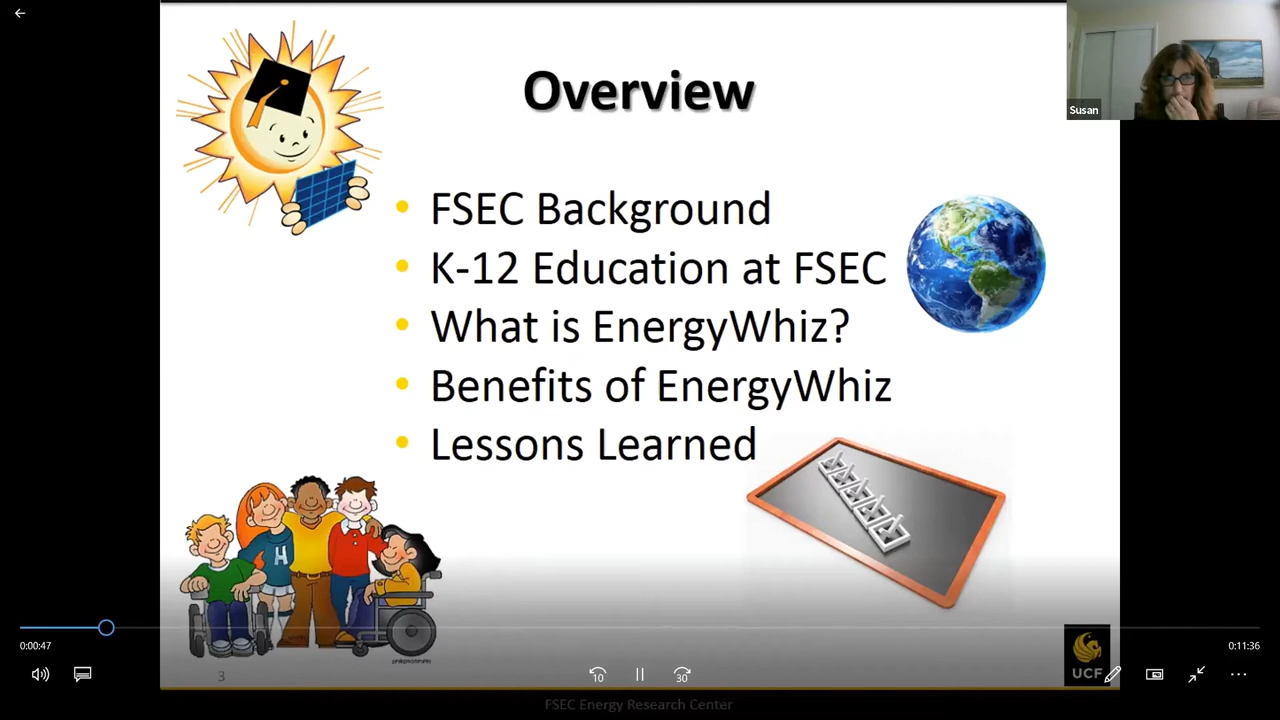 Overview
Susan
• FSEC Background
• K-12 Education at FSEC
• What is EnergyWhiz?
• Benefits of EnergyWhiz
• Lessons Learned
H
0:00:47
0:11:36
10
30
3
UCF
FSEC Energy Research Center